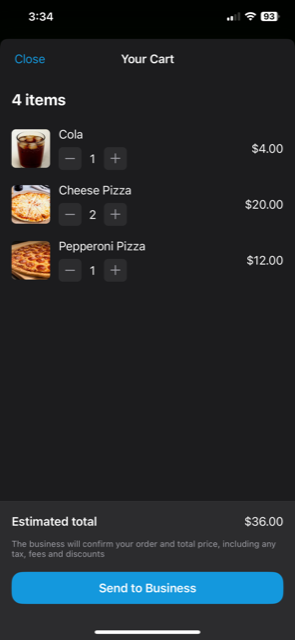 3:34
93
Close
Your Cart
4 items
Cola
− 1 +
$4.00
Cheese Pizza
− 2 +
$20.00
Pepperoni Pizza
− 1 +
$12.00
Estimated total
$36.00
The business will confirm your order and total price, including any
tax, fees and discounts
Send to Business